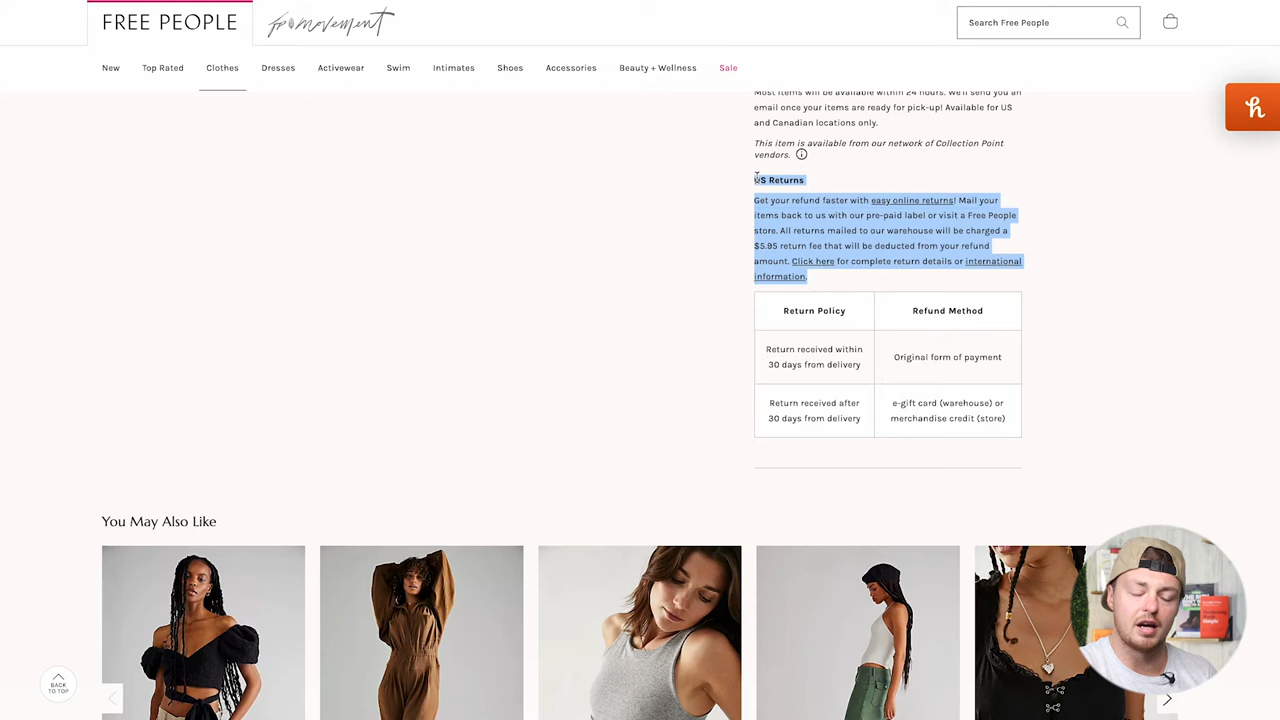 FREE PEOPLE
fp movement
Search Free People
New Top Rated Clothes Dresses Activewear Swim Intimates Shoes Accessories Beauty + Wellness Sale
Most items will be available within 24 hours. We'll send you an
email once your items are ready for pick-up! Available for US
and Canadian locations only.
This item is available from our network of Collection Point
vendors.
US Returns
Get your refund faster with easy online returns! Mail your
items back to us with our pre-paid label or visit a Free People
store. All returns mailed to our warehouse will be charged a
$5.95 return fee that will be deducted from your refund
amount. Click here for complete return details or international
information.
Return Policy Refund Method
Return received within
30 days from delivery
Original form of payment
Return received after
30 days from delivery
e-gift card (warehouse) or
merchandise credit (store)
You May Also Like
BACK
TO TOP